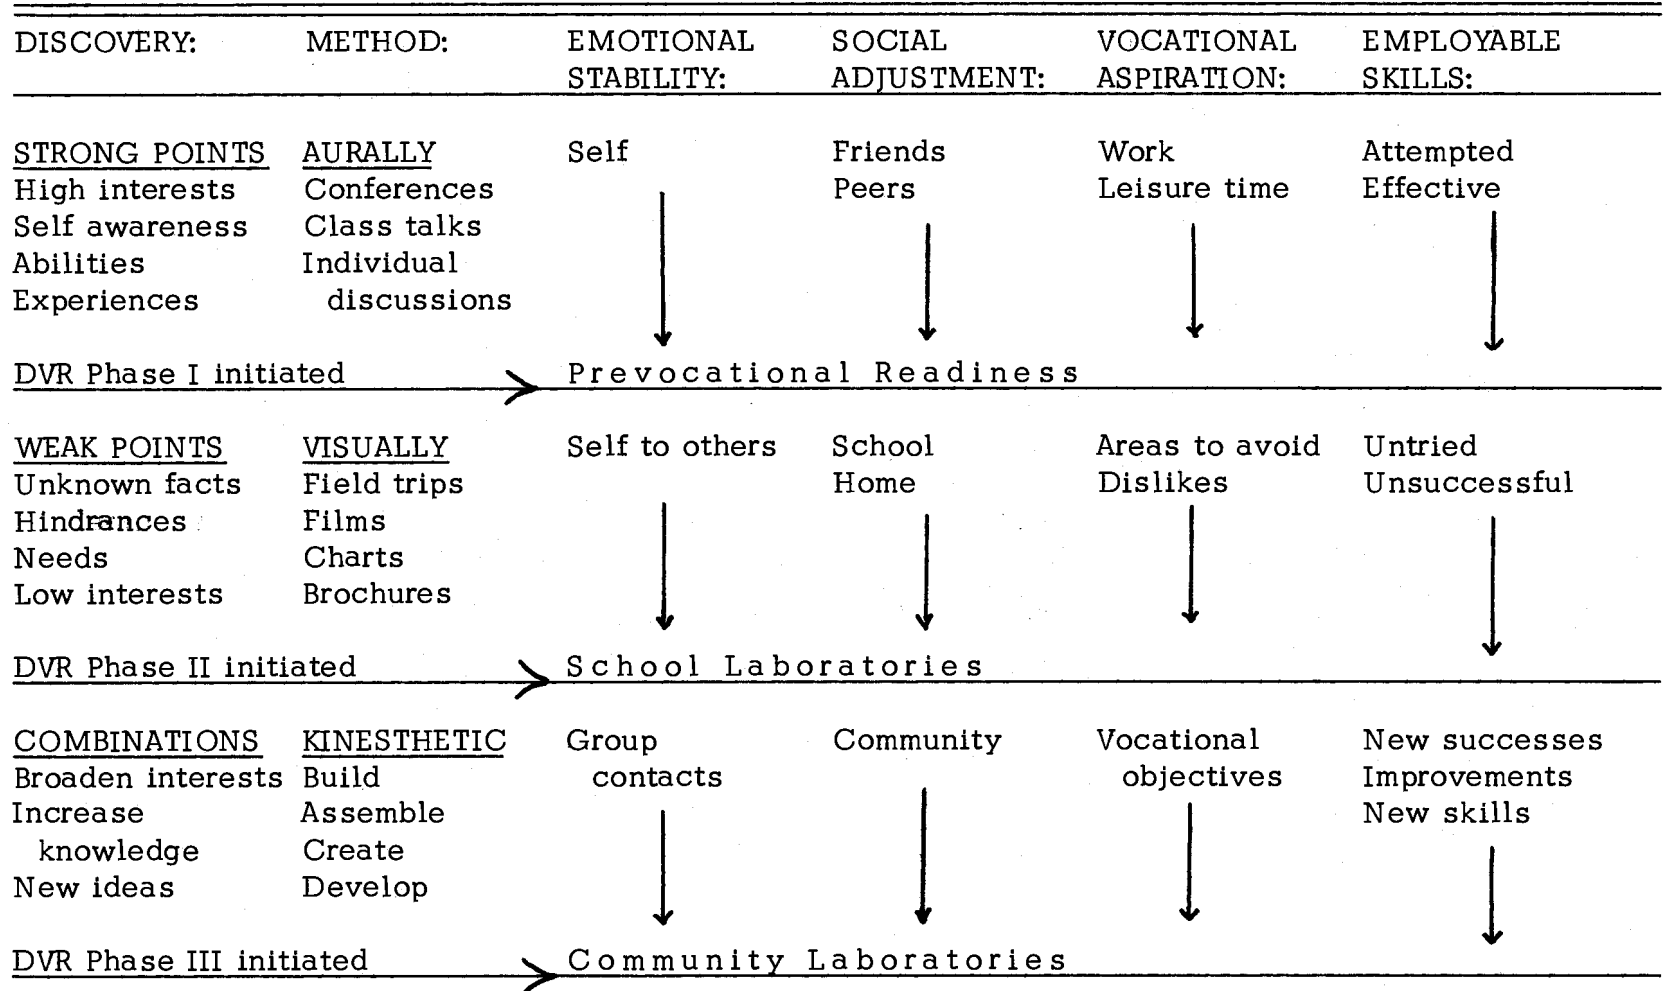 DISCOVERY: METHOD: EMOTIONAL SOCIAL VOCATIONAL EMPLOYABLE
STABILITY: ADJUSTMENT: ASPIRATION: SKILLS:
STRONG POINTS AURALLY Self Friends Work Attempted
High interests Conferences Peers Leisure time Effective
Self awareness Class talks
Abilities Individual
Experiences discussions
DVR Phase I initiated Prevocational Readiness
WEAK POINTS VISUALLY Self to others School Areas to avoid Untried
Unknown facts Field trips Home Dislikes Unsuccessful
Hindrances Films
Needs Charts
Low interests Brochures
DVR Phase II initiated School Laboratories
COMBINATIONS KINESTHETIC Group Community Vocational New successes
Broaden interests Build contacts objectives Improvements
Increase Assemble New skills
knowledge Create
New ideas Develop
DVR Phase III initiated Community Laboratories